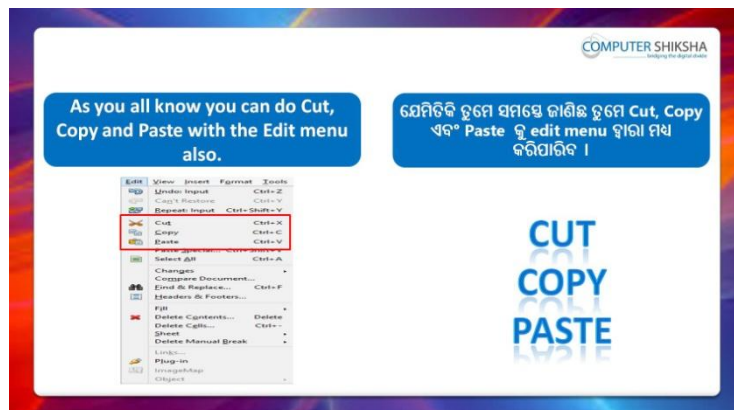 COMPUTER SHIKSHA
As you all know you can do Cut,
Copy and Paste with the Edit menu
also.
ଯେମିତିକି ତୁମେ ସମସ୍ତେ ଜାଣିଛ ତୁମେ Cut, Copy
ଏବଂ Paste କୁ edit menu ଦ୍ୱାରା ମଧ୍ୟ
କରିପାରିବ ।
Edit View Insert Format Tools
Undo: Input Ctrl+Z
Can't Restore Ctrl+Y
Repeat: Input Ctrl+Shift+Y
Cut Ctrl+X
Copy Ctrl+C
Paste Ctrl+V
Paste Special... Ctrl+Shift+V
Select All Ctrl+A
Changes
Compare Document...
Find & Replace... Ctrl+F
Headers & Footers...
Fill
Delete Contents... Delete
Delete Cells... Ctrl+-
Sheet
Delete Manual Break
Links...
Plug-in
ImageMap
Object
CUT
COPY
PASTE